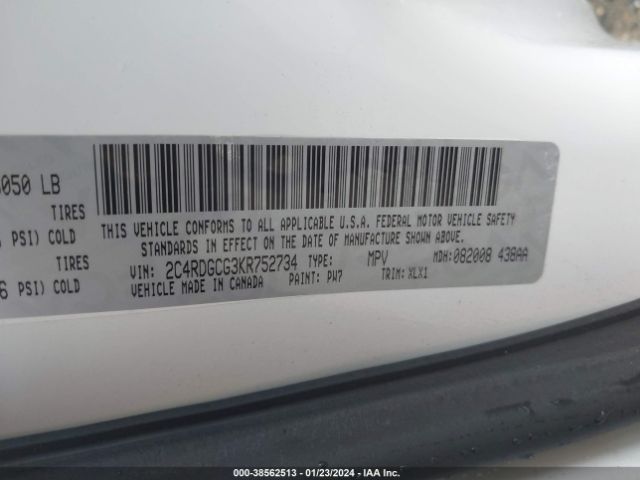 050 LB
TIRES
PSI) COLD
TIRES
6 PSI) COLD
THIS VEHICLE CONFORMS TO ALL APPLICABLE U.S.A. FEDERAL MOTOR VEHICLE SAFETY
STANDARDS IN EFFECT ON THE DATE OF MANUFACTURE SHOWN ABOVE.
VIN: 2C4RDGCG3KR752734 TYPE: MPV MDH:082008 438AA
VEHICLE MADE IN CANADA PAINT: PW7 TRIM: XLX1
000-38562513 - 01/23/2024 - IAA Inc.